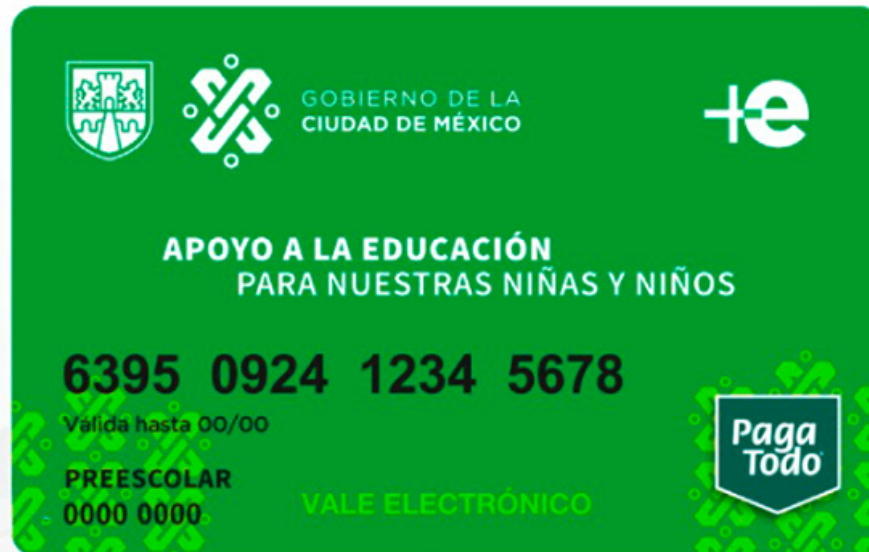 GOBIERNO DE LA
CIUDAD DE MÉXICO
+e
APOYO A LA EDUCACIÓN
PARA NUESTRAS NIÑAS Y NIÑOS
6395 0924 1234 5678
Válida hasta 00/00
PREESCOLAR
0000 0000
VALE ELECTRÓNICO
Paga
Todo